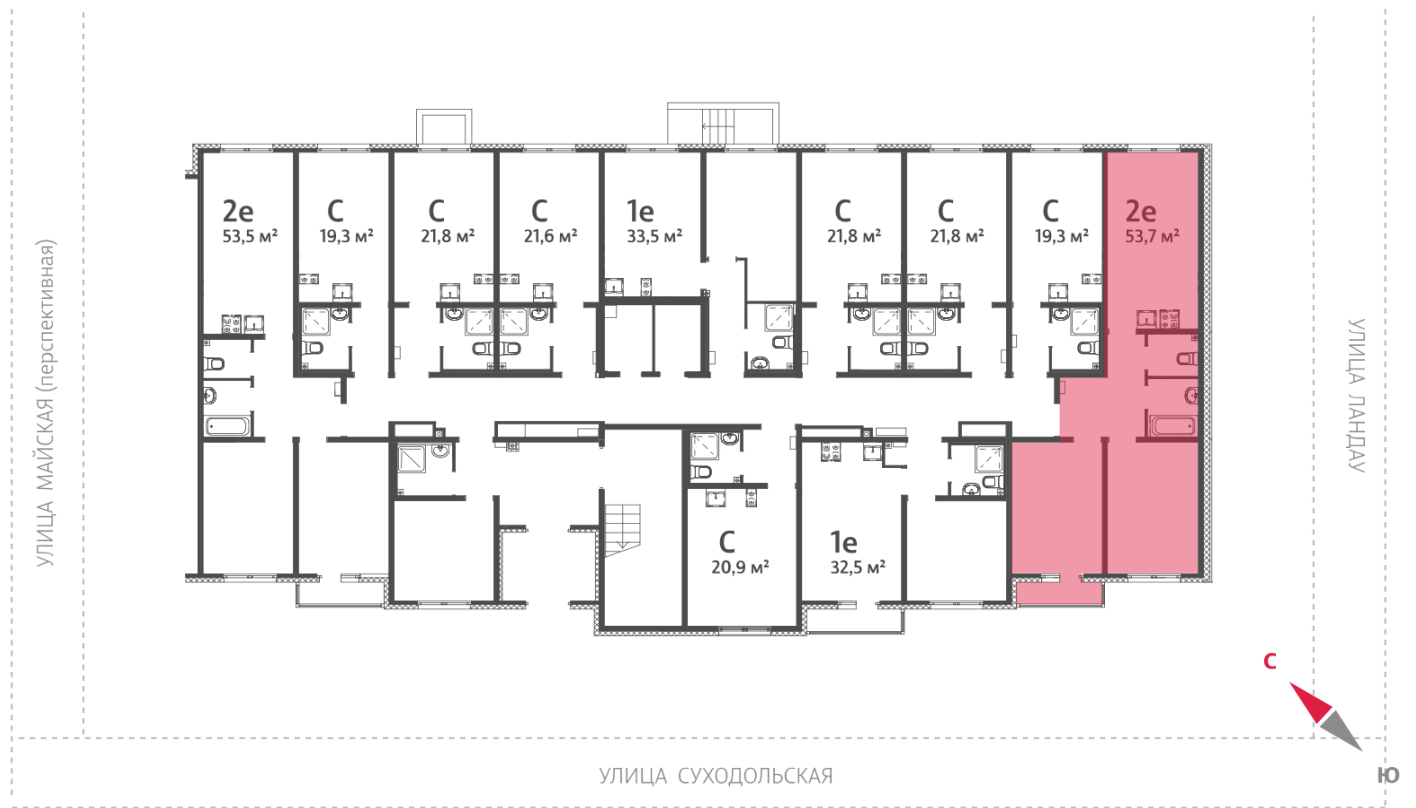 2е
53,5 м²
С
19,3 м²
С
21,8 м²
С
21,6 м²
1е
33,5 м²
С
21,8 м²
С
21,8 м²
С
19,3 м²
2е
53,7 м²
УЛИЦА МАЙСКАЯ (перспективная)
УЛИЦА ЛАНДАУ
С
20,9 м²
1е
32,5 м²
С
Ю
УЛИЦА СУХОДОЛЬСКАЯ